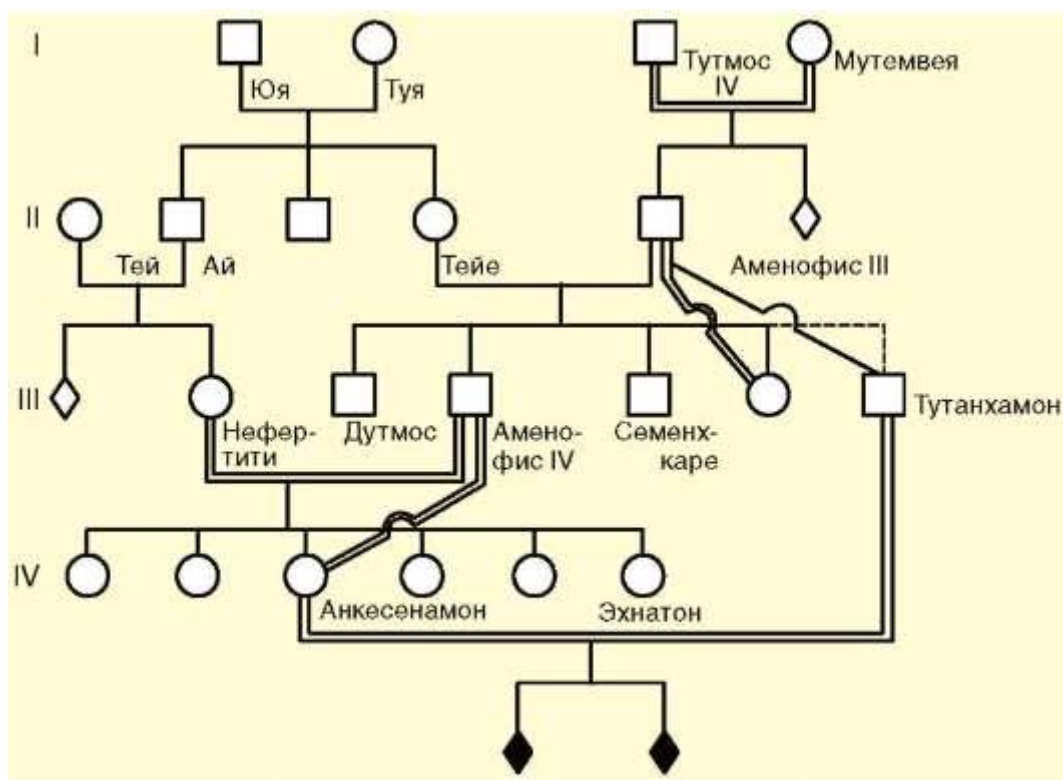 I
Юя
Туя
Тутмос
IV
Мутемвея
II
Тей
Ай
Тейе
Аменофис III
III
Нефер-
тити
Дутмос
Амено-
фис IV
Семенх-
каре
Тутанхамон
IV
Анкесенамон
Эхнатон